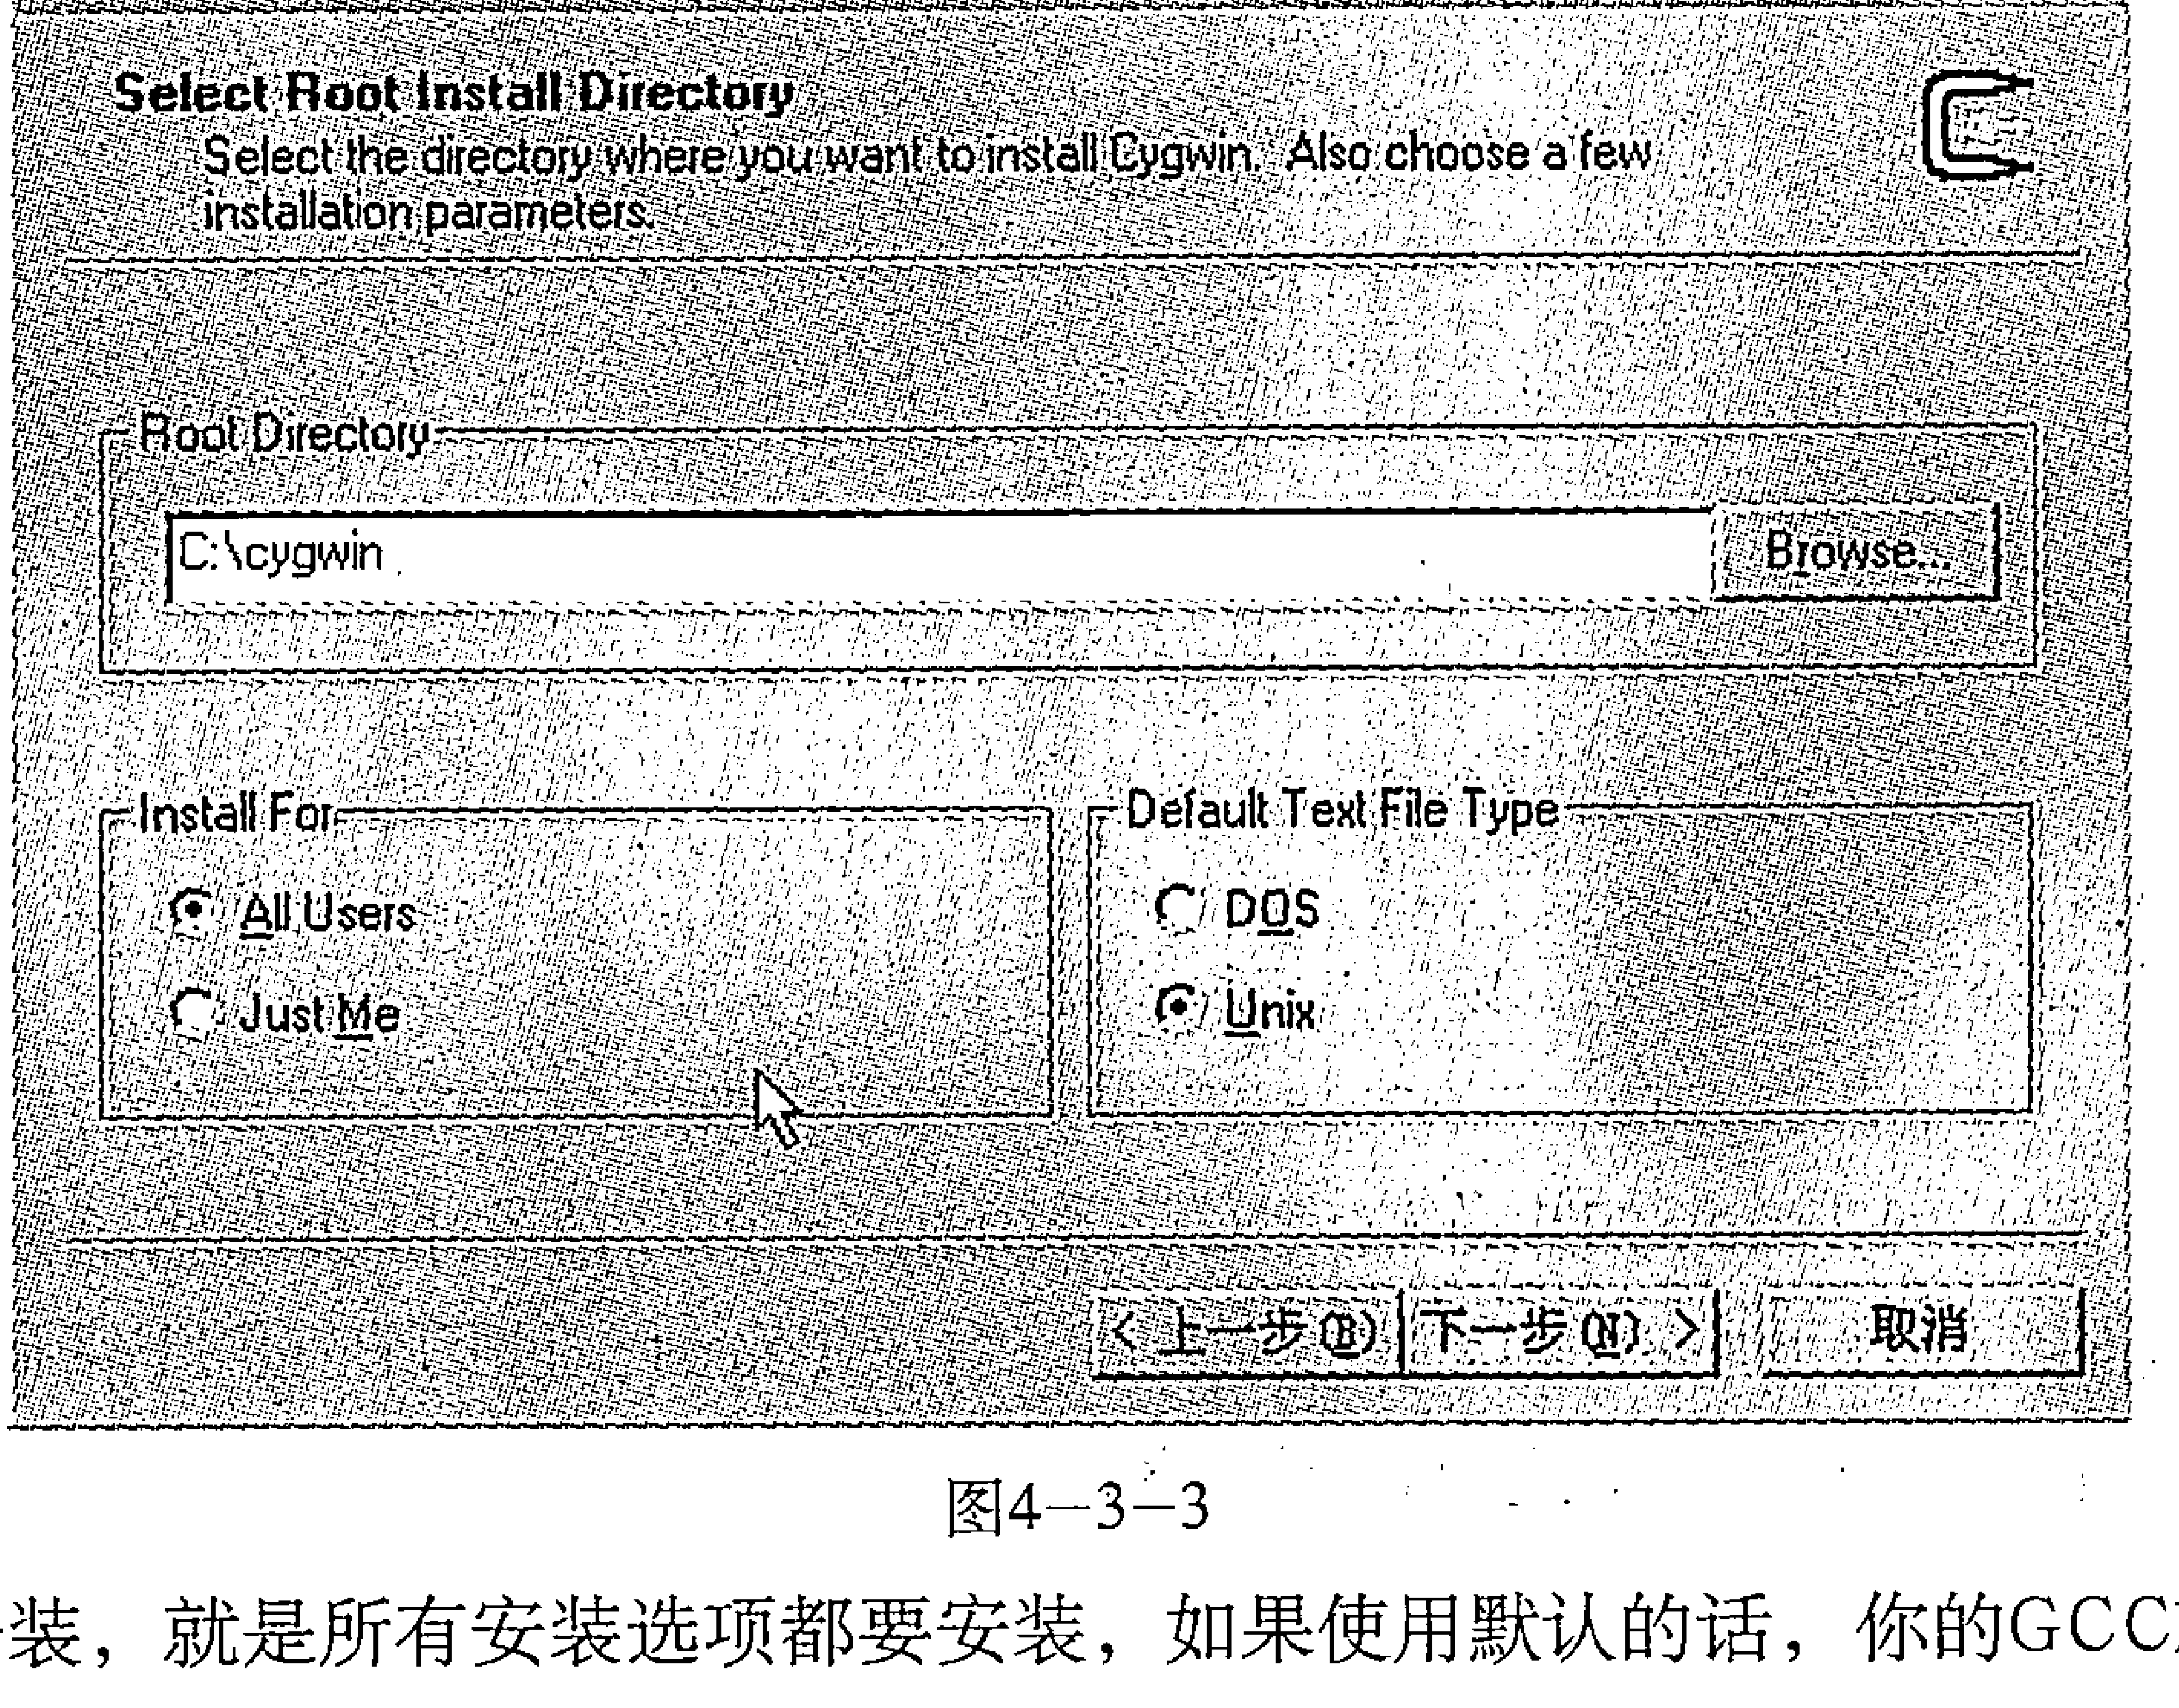 Select Root Install Directory
Select the directory where you want to install Cygwin. Also choose a few
installation parameters.
Root Directory
C:\cygwin
Browse...
Install For
All Users
Just Me
Default Text File Type
DOS
Unix
< 上一步(B)
下一步(N) >
取消
图4-3-3
装，就是所有安装选项都要安装，如果使用默认的话，你的GCC